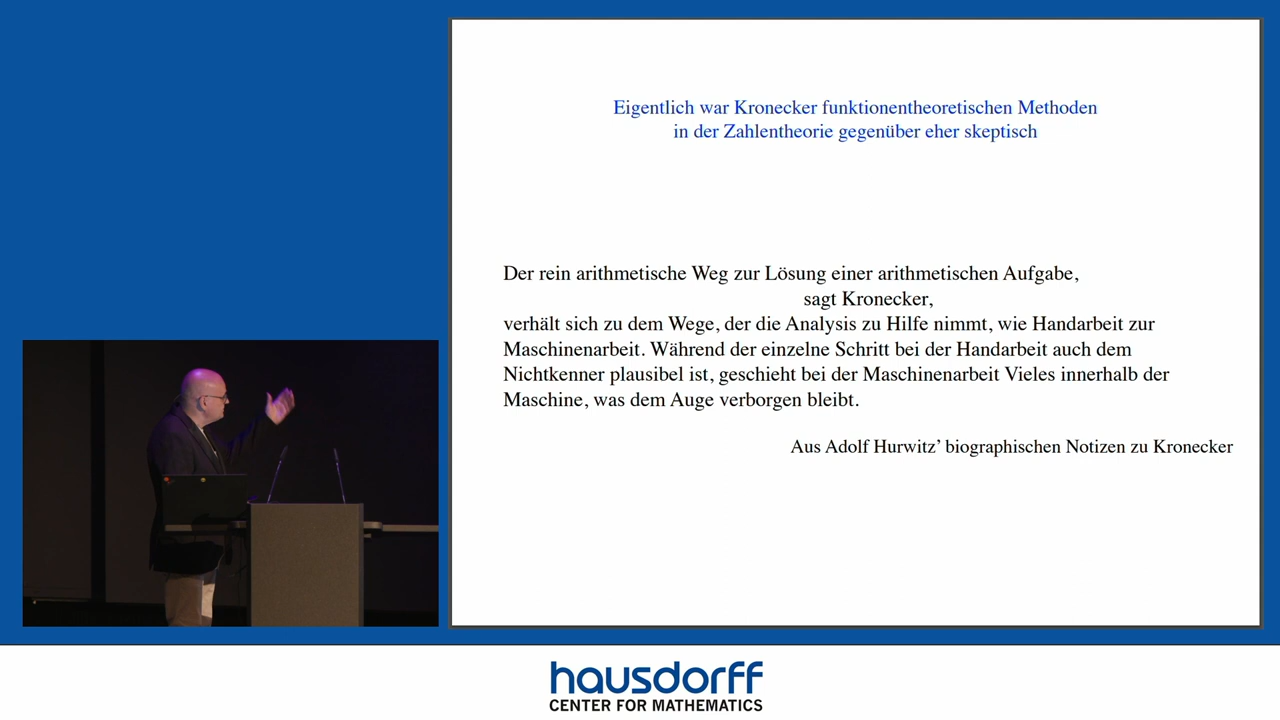 Eigentlich war Kronecker funktionentheoretischen Methoden
in der Zahlentheorie gegenüber eher skeptisch
Der rein arithmetische Weg zur Lösung einer arithmetischen Aufgabe,
sagt Kronecker,
verhält sich zu dem Wege, der die Analysis zu Hilfe nimmt, wie Handarbeit zur
Maschinenarbeit. Während der einzelne Schritt bei der Handarbeit auch dem
Nichtkenner plausibel ist, geschieht bei der Maschinenarbeit Vieles innerhalb der
Maschine, was dem Auge verborgen bleibt.
Aus Adolf Hurwitz’ biographischen Notizen zu Kronecker
hausdorff
CENTER FOR MATHEMATICS